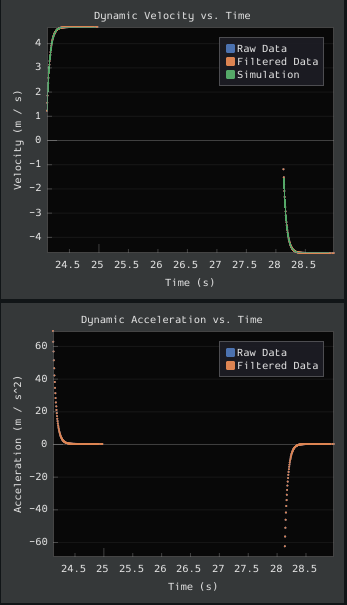 Dynamic Velocity vs. Time
Raw Data
Filtered Data
Simulation
Velocity (m / s)
4
3
2
1
0
−1
−2
−3
−4
24.5 25 25.5 26 26.5 27 27.5 28 28.5
Time (s)
Dynamic Acceleration vs. Time
Raw Data
Filtered Data
Acceleration (m / s^2)
60
40
20
0
−20
−40
−60
24.5 25 25.5 26 26.5 27 27.5 28 28.5
Time (s)